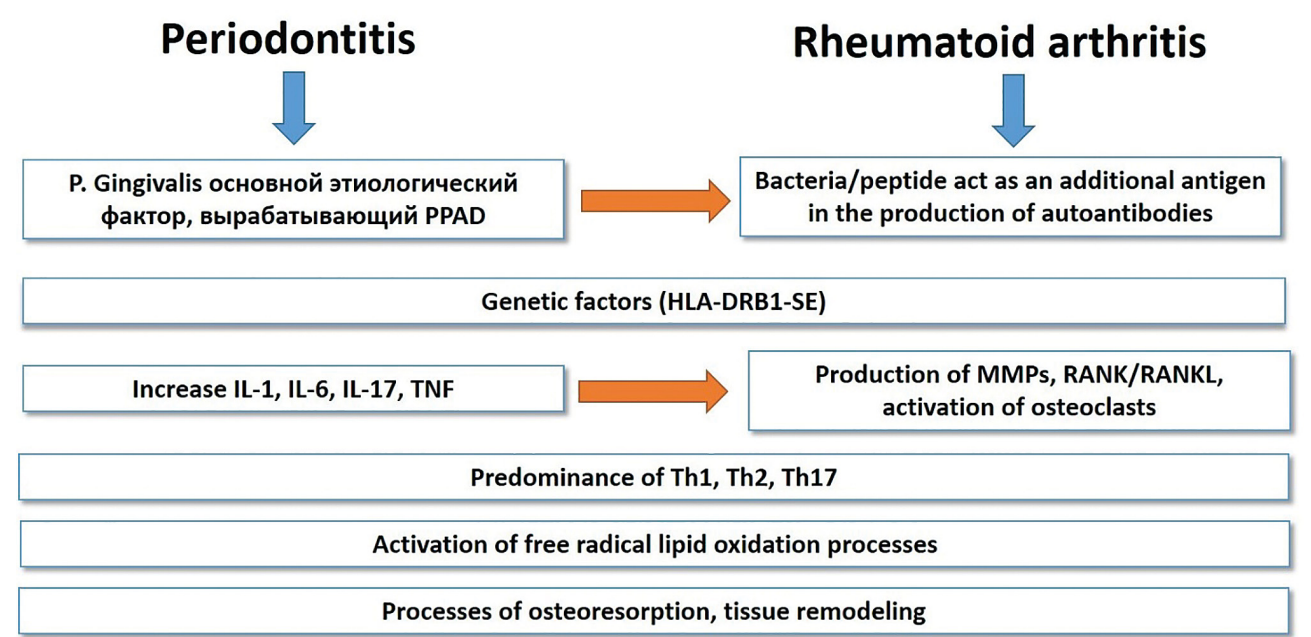 Periodontitis
Rheumatoid arthritis
P. Gingivalis основной этиологический
фактор, вырабатывающий PPAD
Bacteria/peptide act as an additional antigen
in the production of autoantibodies
Genetic factors (HLA-DRB1-SE)
Increase IL-1, IL-6, IL-17, TNF
Production of MMPs, RANK/RANKL,
activation of osteoclasts
Predominance of Th1, Th2, Th17
Activation of free radical lipid oxidation processes
Processes of osteoresorption, tissue remodeling